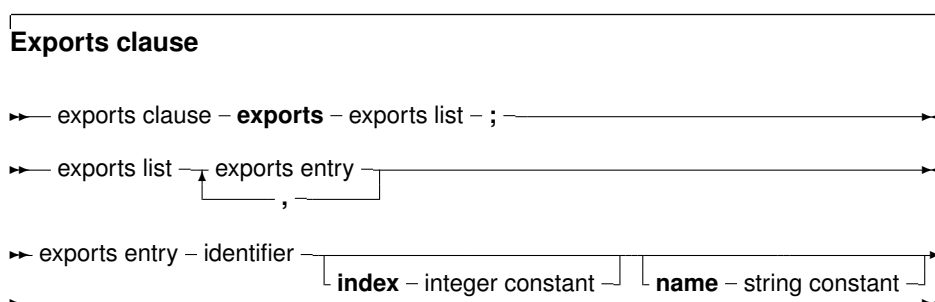 Exports clause
exports clause – exports – exports list – ; –
exports list – exports entry –
– , –
exports entry – identifier –
index – integer constant –
name – string constant –